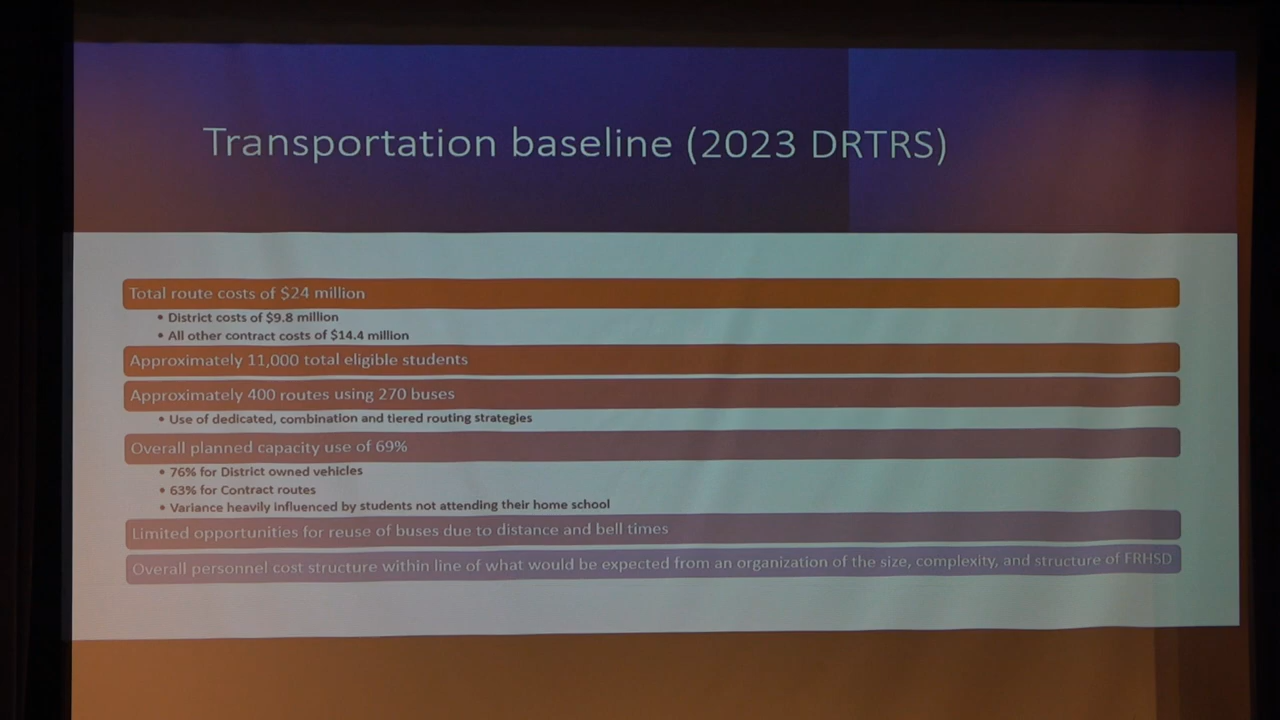 Transportation baseline (2023 DRTRS)
Total route costs of $24 million
• District costs of $9.8 million
• All other contract costs of $14.4 million
Approximately 11,000 total eligible students
Approximately 400 routes using 270 buses
• Use of dedicated, combination and tiered routing strategies
Overall planned capacity use of 69%
• 76% for District owned vehicles
• 63% for Contract routes
• Variance heavily influenced by students not attending their home school
Limited opportunities for reuse of buses due to distance and bell times
Overall personnel cost structure within line of what would be expected from an organization of the size, complexity, and structure of FRHSD